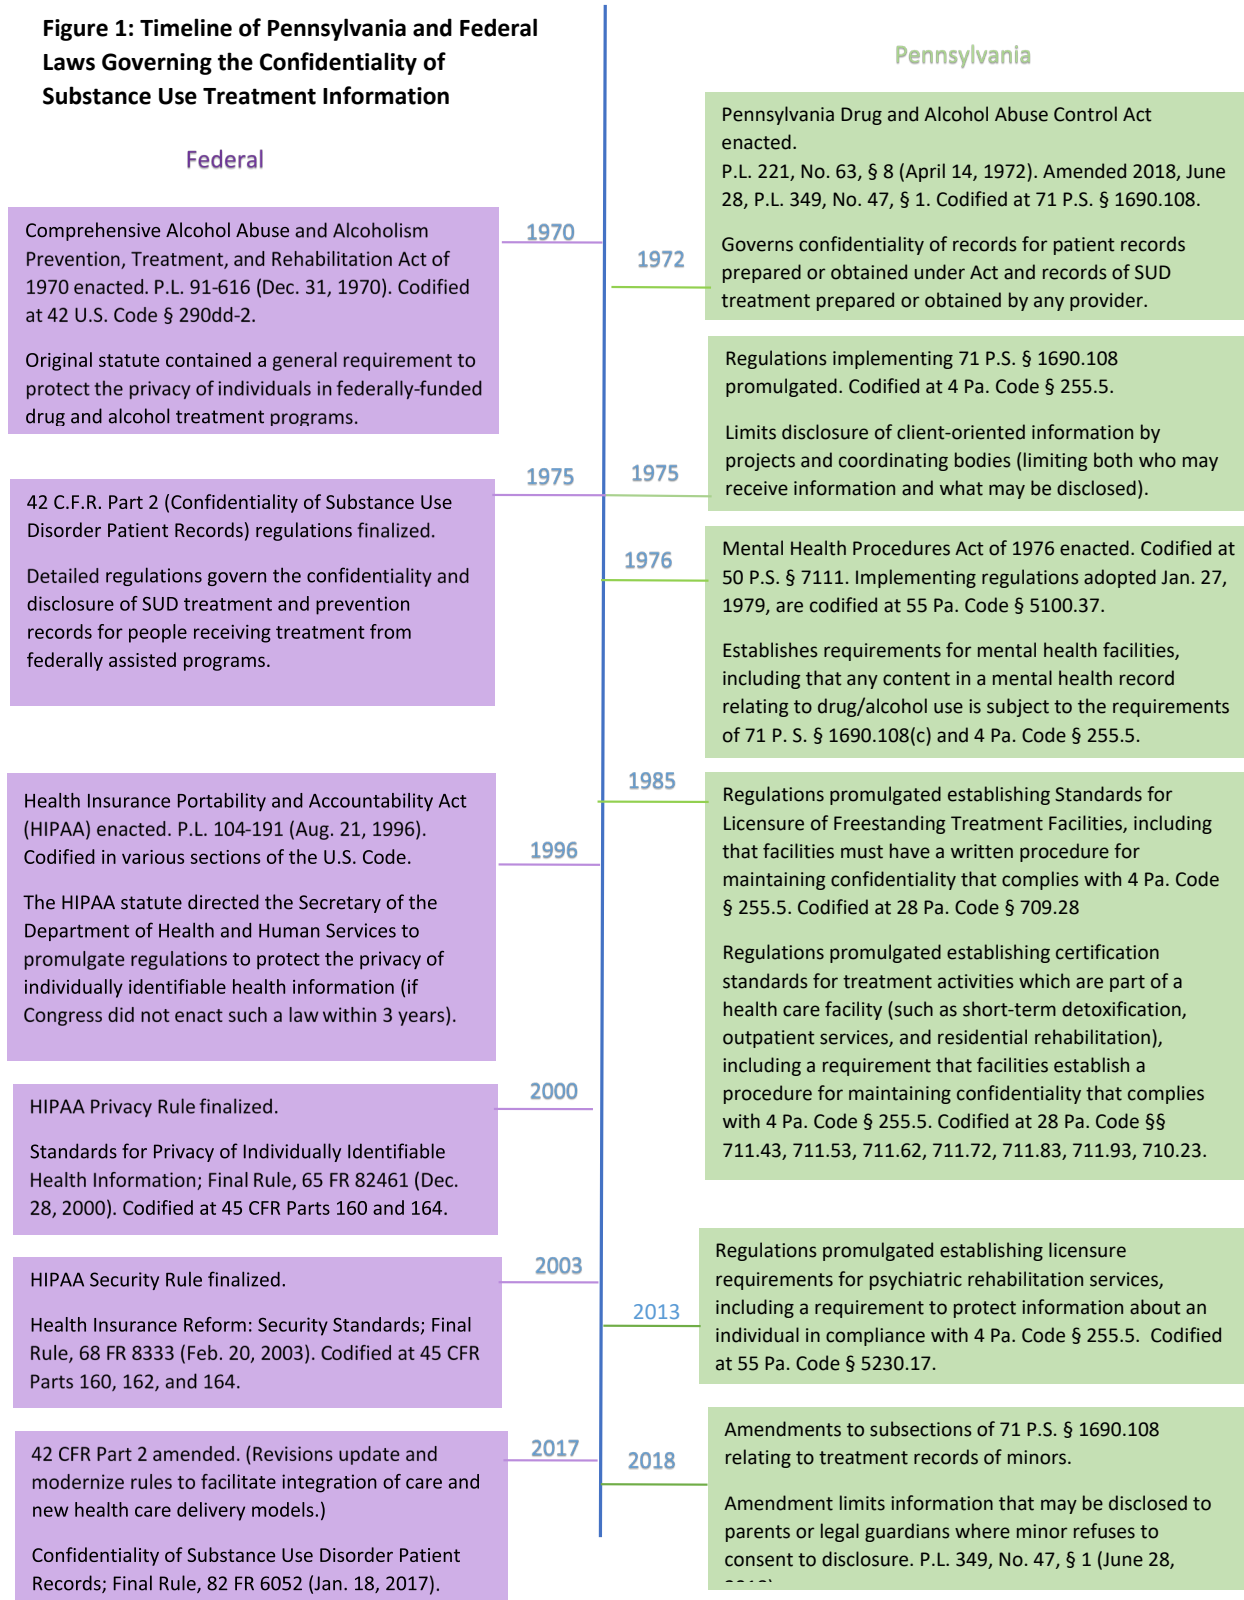 Figure 1: Timeline of Pennsylvania and Federal
Laws Governing the Confidentiality of
Substance Use Treatment Information
Federal
1970
Comprehensive Alcohol Abuse and Alcoholism
Prevention, Treatment, and Rehabilitation Act of
1970 enacted. P.L. 91-616 (Dec. 31, 1970). Codified
at 42 U.S. Code § 290dd-2.
Original statute contained a general requirement to
protect the privacy of individuals in federally-funded
drug and alcohol treatment programs.
1975
42 C.F.R. Part 2 (Confidentiality of Substance Use
Disorder Patient Records) regulations finalized.
Detailed regulations govern the confidentiality and
disclosure of SUD treatment and prevention
records for people receiving treatment from
federally assisted programs.
1996
Health Insurance Portability and Accountability Act
(HIPAA) enacted. P.L. 104-191 (Aug. 21, 1996).
Codified in various sections of the U.S. Code.
The HIPAA statute directed the Secretary of the
Department of Health and Human Services to
promulgate regulations to protect the privacy of
individually identifiable health information (if
Congress did not enact such a law within 3 years).
2000
HIPAA Privacy Rule finalized.
Standards for Privacy of Individually Identifiable
Health Information; Final Rule, 65 FR 82461 (Dec.
28, 2000). Codified at 45 CFR Parts 160 and 164.
2003
HIPAA Security Rule finalized.
Health Insurance Reform: Security Standards; Final
Rule, 68 FR 8333 (Feb. 20, 2003). Codified at 45 CFR
Parts 160, 162, and 164.
2017
42 CFR Part 2 amended. (Revisions update and
modernize rules to facilitate integration of care and
new health care delivery models.)
Confidentiality of Substance Use Disorder Patient
Records; Final Rule, 82 FR 6052 (Jan. 18, 2017).
Pennsylvania
1972
Pennsylvania Drug and Alcohol Abuse Control Act
enacted.
P.L. 221, No. 63, § 8 (April 14, 1972). Amended 2018, June
28, P.L. 349, No. 47, § 1. Codified at 71 P.S. § 1690.108.
Governs confidentiality of records for patient records
prepared or obtained under Act and records of SUD
treatment prepared or obtained by any provider.
1975
Regulations implementing 71 P.S. § 1690.108
promulgated. Codified at 4 Pa. Code § 255.5.
Limits disclosure of client-oriented information by
projects and coordinating bodies (limiting both who may
receive information and what may be disclosed).
1976
Mental Health Procedures Act of 1976 enacted. Codified at
50 P.S. § 7111. Implementing regulations adopted Jan. 27,
1979, are codified at 55 Pa. Code § 5100.37.
Establishes requirements for mental health facilities,
including that any content in a mental health record
relating to drug/alcohol use is subject to the requirements
of 71 P. S. § 1690.108(c) and 4 Pa. Code § 255.5.
1985
Regulations promulgated establishing Standards for
Licensure of Freestanding Treatment Facilities, including
that facilities must have a written procedure for
maintaining confidentiality that complies with 4 Pa. Code
§ 255.5. Codified at 28 Pa. Code § 709.28
Regulations promulgated establishing certification
standards for treatment activities which are part of a
health care facility (such as short-term detoxification,
outpatient services, and residential rehabilitation),
including a requirement that facilities establish a
procedure for maintaining confidentiality that complies
with 4 Pa. Code § 255.5. Codified at 28 Pa. Code §§
711.43, 711.53, 711.62, 711.72, 711.83, 711.93, 710.23.
2013
Regulations promulgated establishing licensure
requirements for psychiatric rehabilitation services,
including a requirement to protect information about an
individual in compliance with 4 Pa. Code § 255.5. Codified
at 55 Pa. Code § 5230.17.
2018
Amendments to subsections of 71 P.S. § 1690.108
relating to treatment records of minors.
Amendment limits information that may be disclosed to
parents or legal guardians where minor refuses to
consent to disclosure. P.L. 349, No. 47, § 1 (June 28,